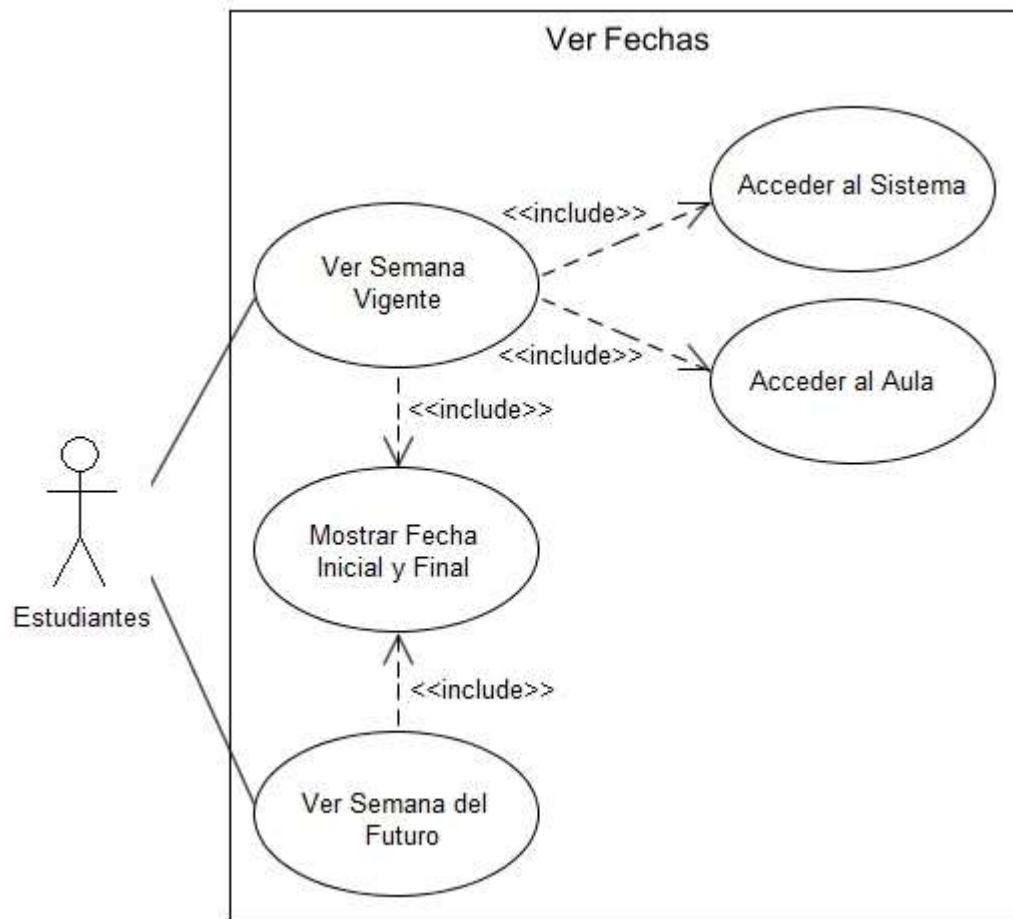 Ver Fechas
Acceder al Sistema
<<include>>
Ver Semana
Vigente
<<include>>
Acceder al Aula
<<include>>
Mostrar Fecha
Inicial y Final
Estudiantes
<<include>>
Ver Semana del
Futuro